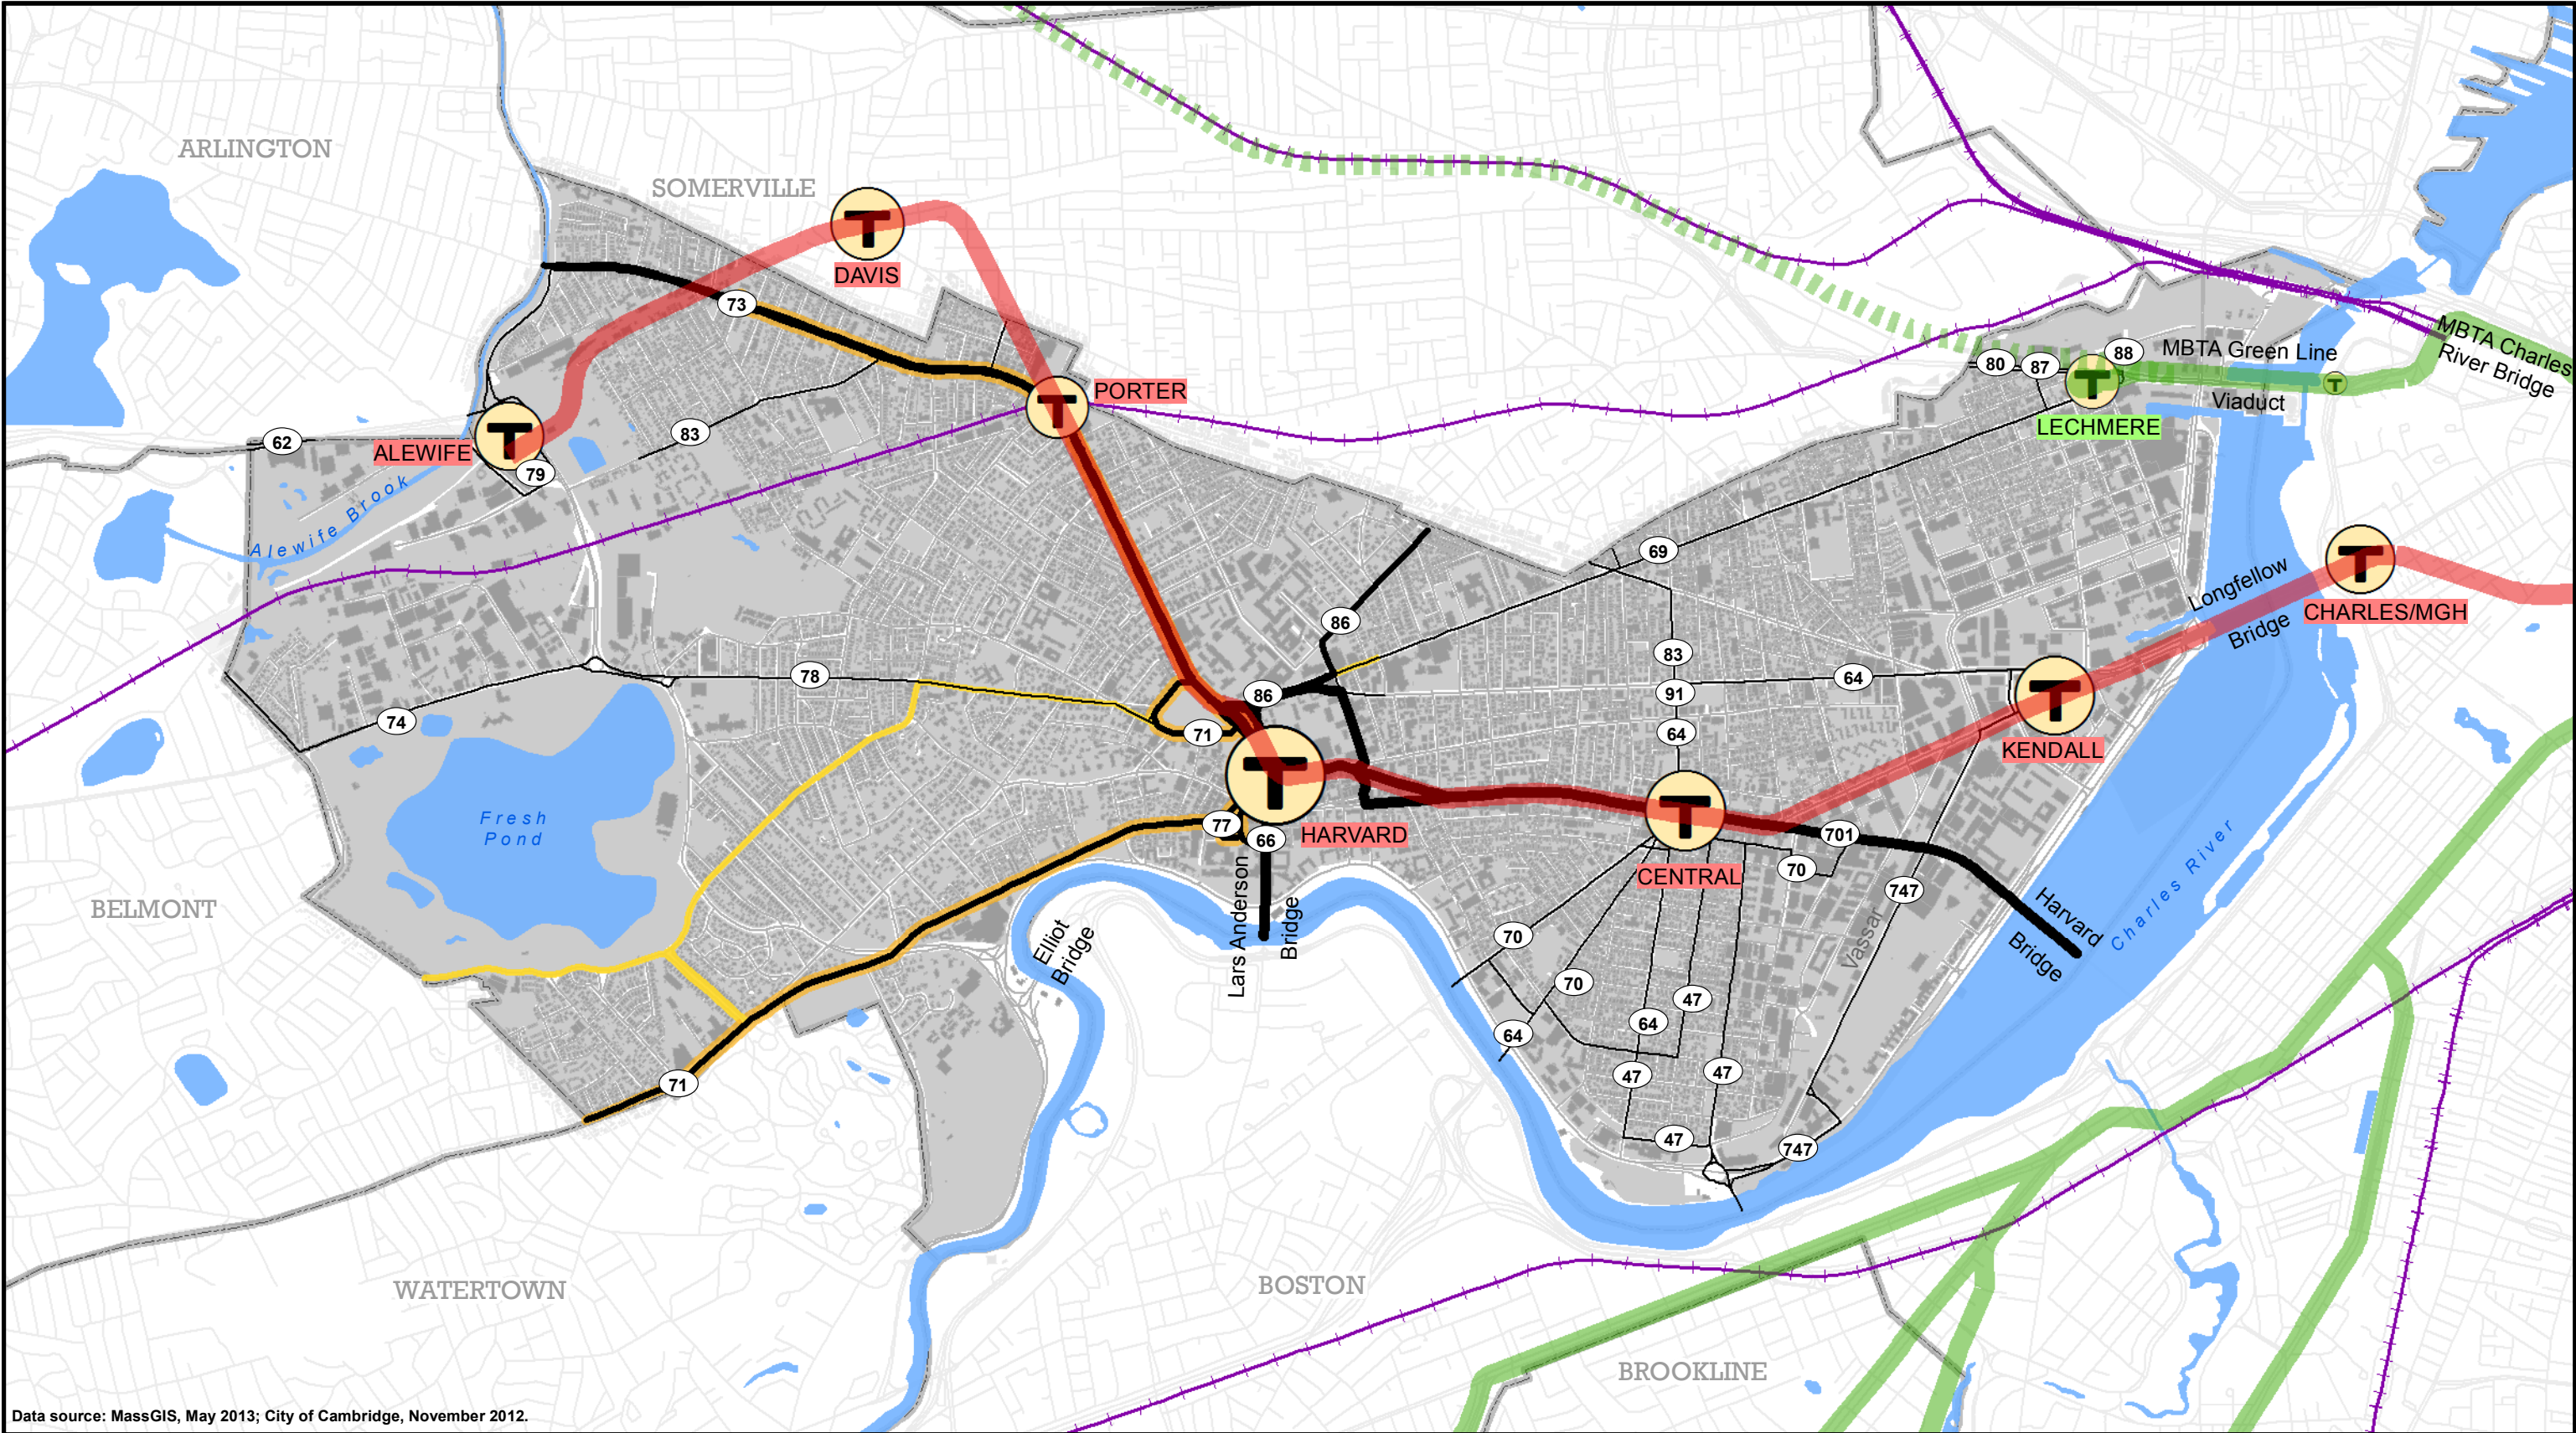 ARLINGTON
SOMERVILLE
DAVIS
73
PORTER
MBTA Charles
River Bridge
88
MBTA Green Line
80
87
Viaduct
LECHMERE
62
83
ALEWIFE
79
Alewife Brook
69
Longfellow
Bridge
CHARLES/MGH
86
83
78
64
86
91
74
71
64
KENDALL
Fresh
Pond
77
66
HARVARD
701
CENTRAL
70
747
BELMONT
Elliot
Bridge
Lars Anderson
Bridge
Vassar
Harvard
Bridge
Charles River
70
70
47
64
64
71
47
47
47
747
WATERTOWN
BOSTON
BROOKLINE
Data source: MassGIS, May 2013; City of Cambridge, November 2012.